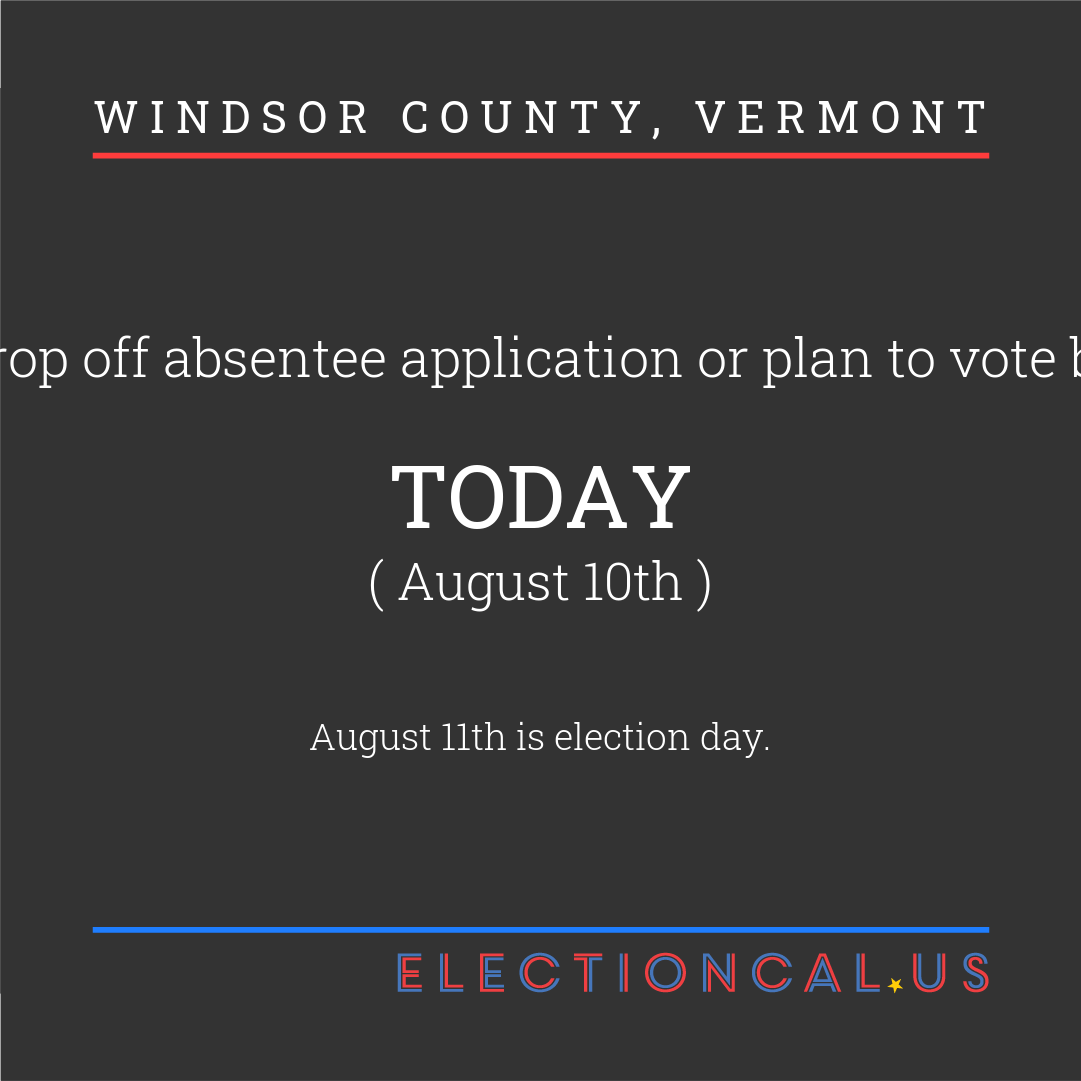 WINDSOR COUNTY, VERMONT
rop off absentee application or plan to vote b
TODAY
( August 10th )
August 11th is election day.
ELECTIONCAL.US